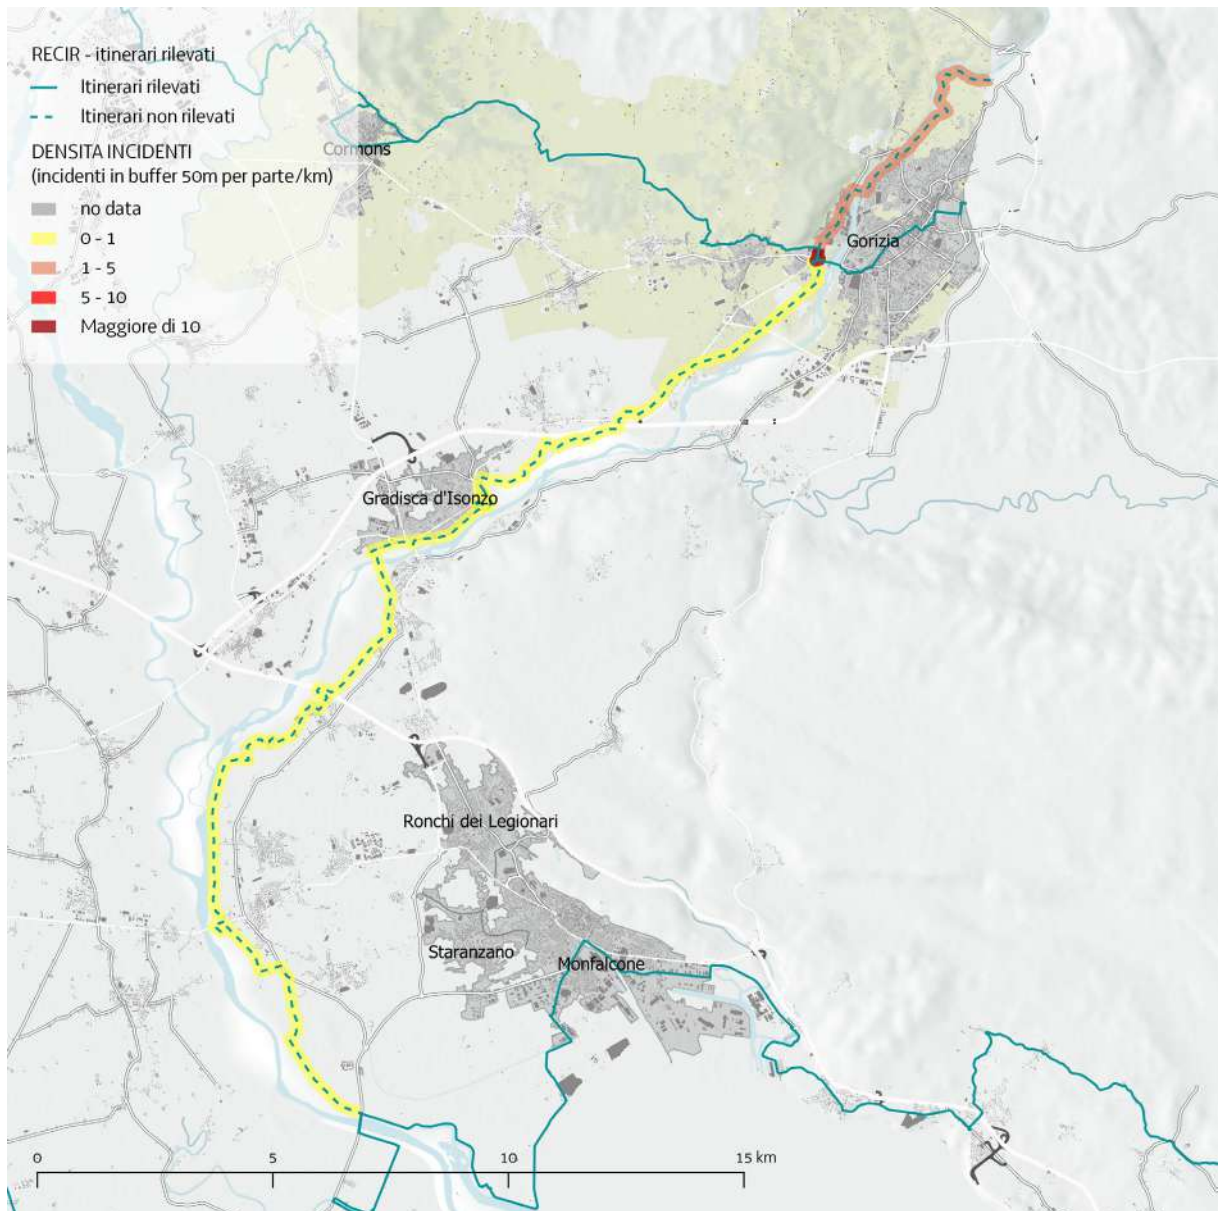 RECIR - itinerari rilevati
Itinerari rilevati
Itinerari non rilevati
DENSITA INCIDENTI
(incidenti in buffer 50m per parte/km)
no data
0 - 1
1 - 5
5 - 10
Maggiore di 10
Cormons
Gorizia
Gradisca d'Isonzo
Ronchi dei Legionari
Staranzano
Monfalcone
0 5 10 15 km